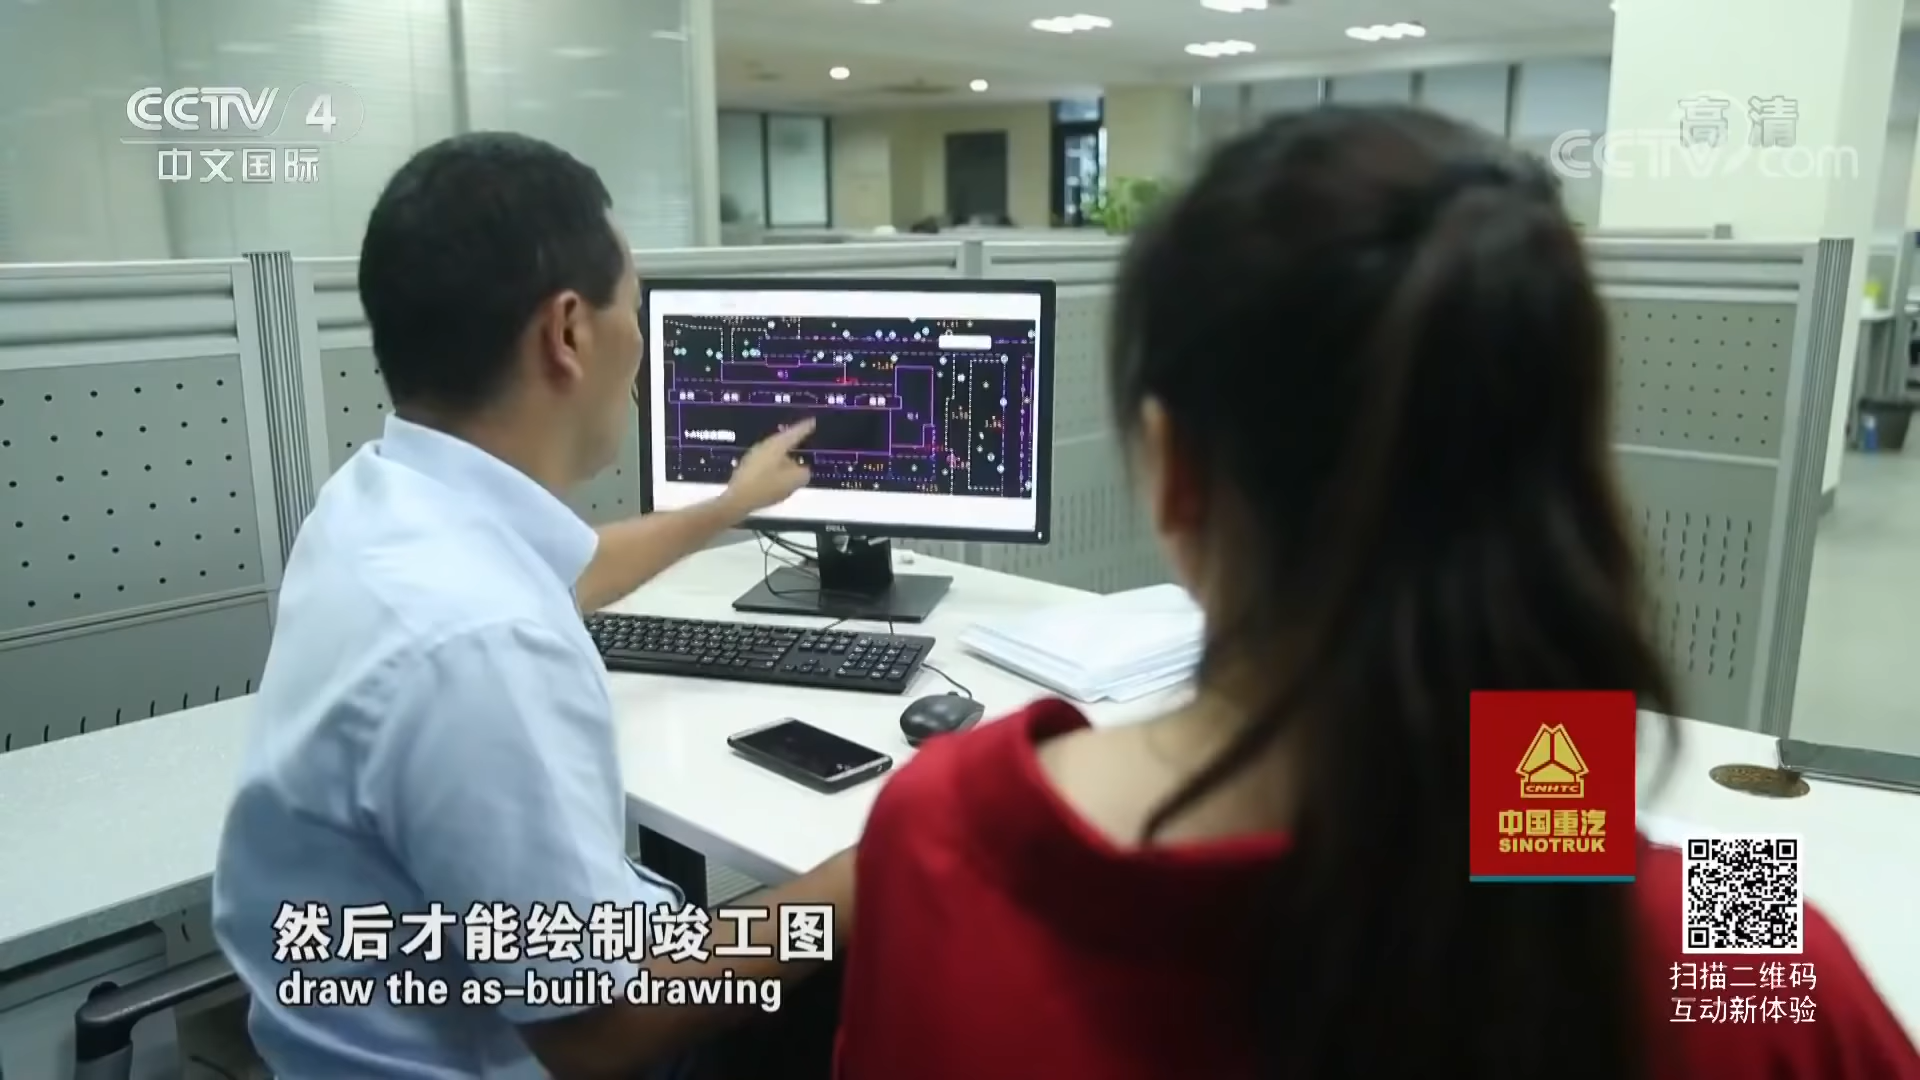 CCTV 4
中文国际
高清
CCTV.com
DELL
CNHTC
中国重汽
SINOTRUK
然后才能绘制竣工图
draw the as-built drawing
扫描二维码
互动新体验